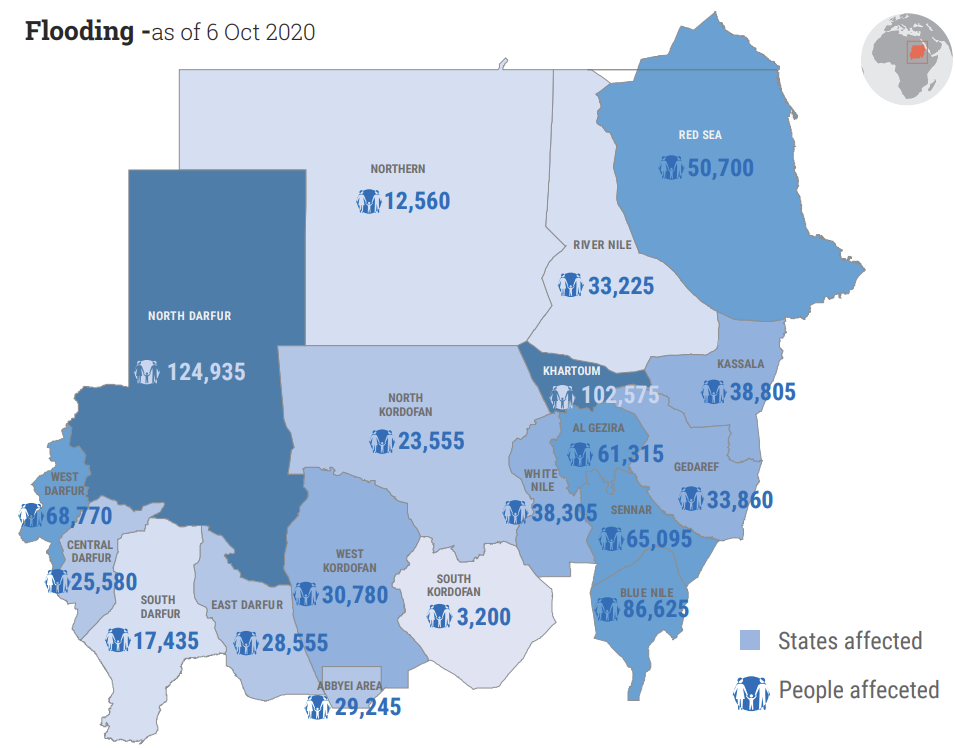 Flooding -as of 6 Oct 2020
RED SEA
50,700
NORTHERN
12,560
RIVER NILE
33,225
NORTH DARFUR
124,935
KHARTOUM
102,575
KASSALA
38,805
NORTH
KORDOFAN
23,555
AL GEZIRA
61,315
GEDAREF
33,860
WHITE
NILE
38,305
WEST
DARFUR
68,770
SENNAR
65,095
CENTRAL
DARFUR
25,580
WEST
KORDOFAN
30,780
SOUTH
KORDOFAN
3,200
BLUE NILE
86,625
SOUTH
DARFUR
17,435
EAST DARFUR
28,555
ABBYEI AREA
29,245
States affected
People affeceted